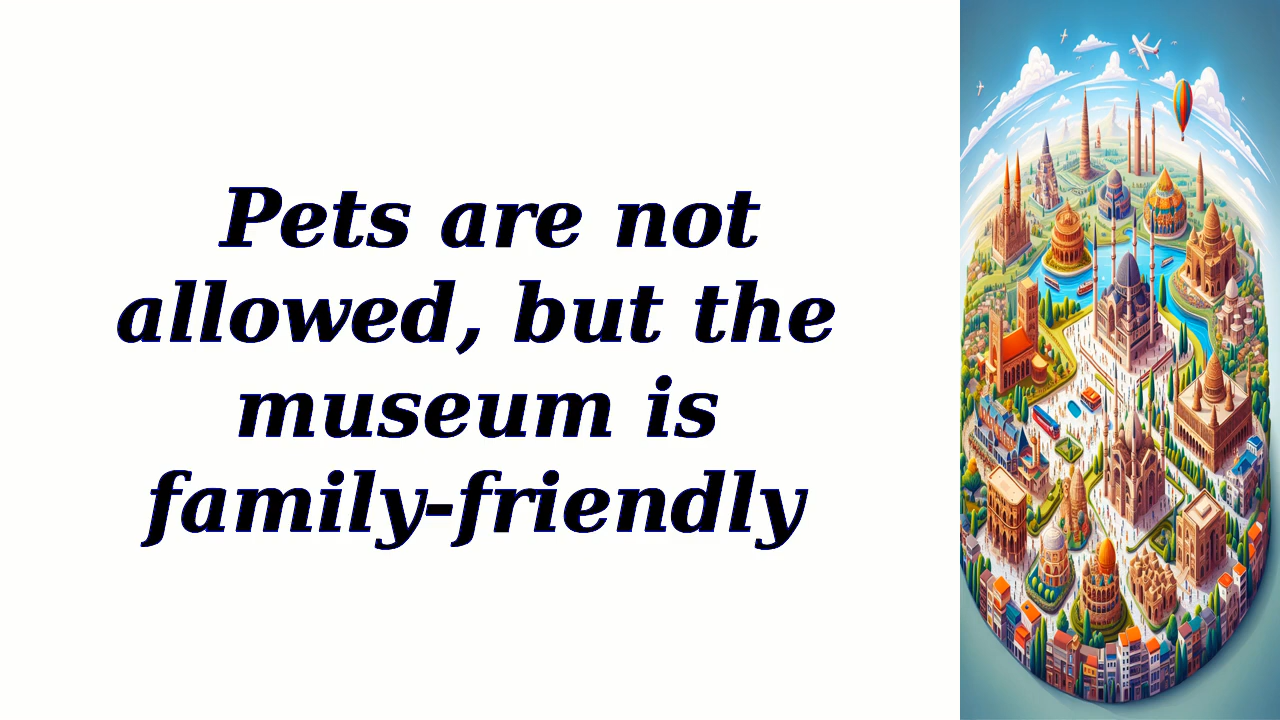 Pets are not
allowed, but the
museum is
family-friendly